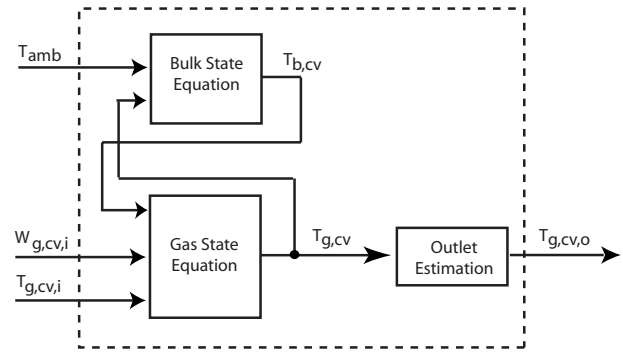 T_amb
Bulk State
Equation
T_b,cv
W_g,cv,i
T_g,cv,i
Gas State
Equation
T_g,cv
Outlet
Estimation
T_g,cv,o